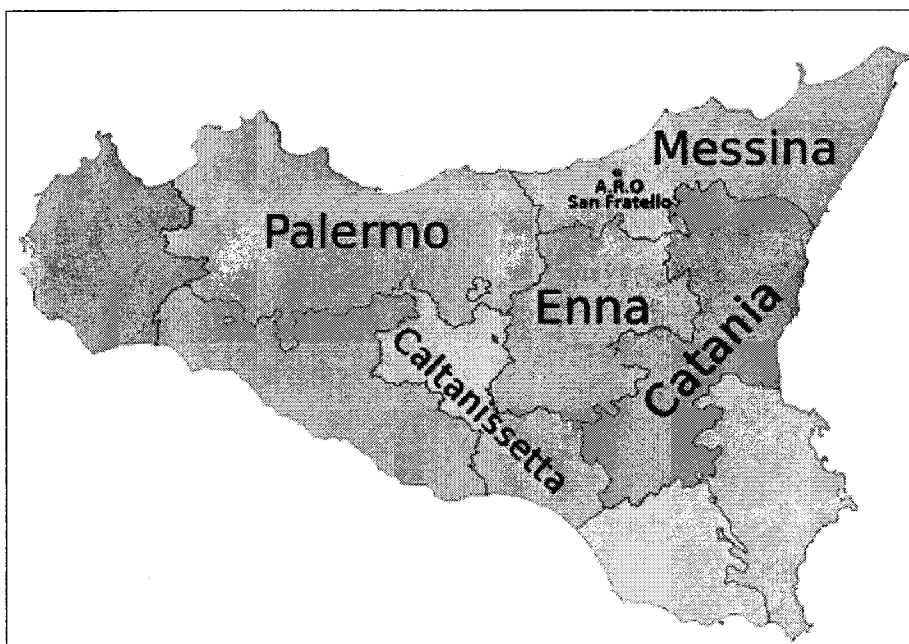 Messina
A.R.O
San Fratello
Palermo
Enna
Caltanissetta
Catania